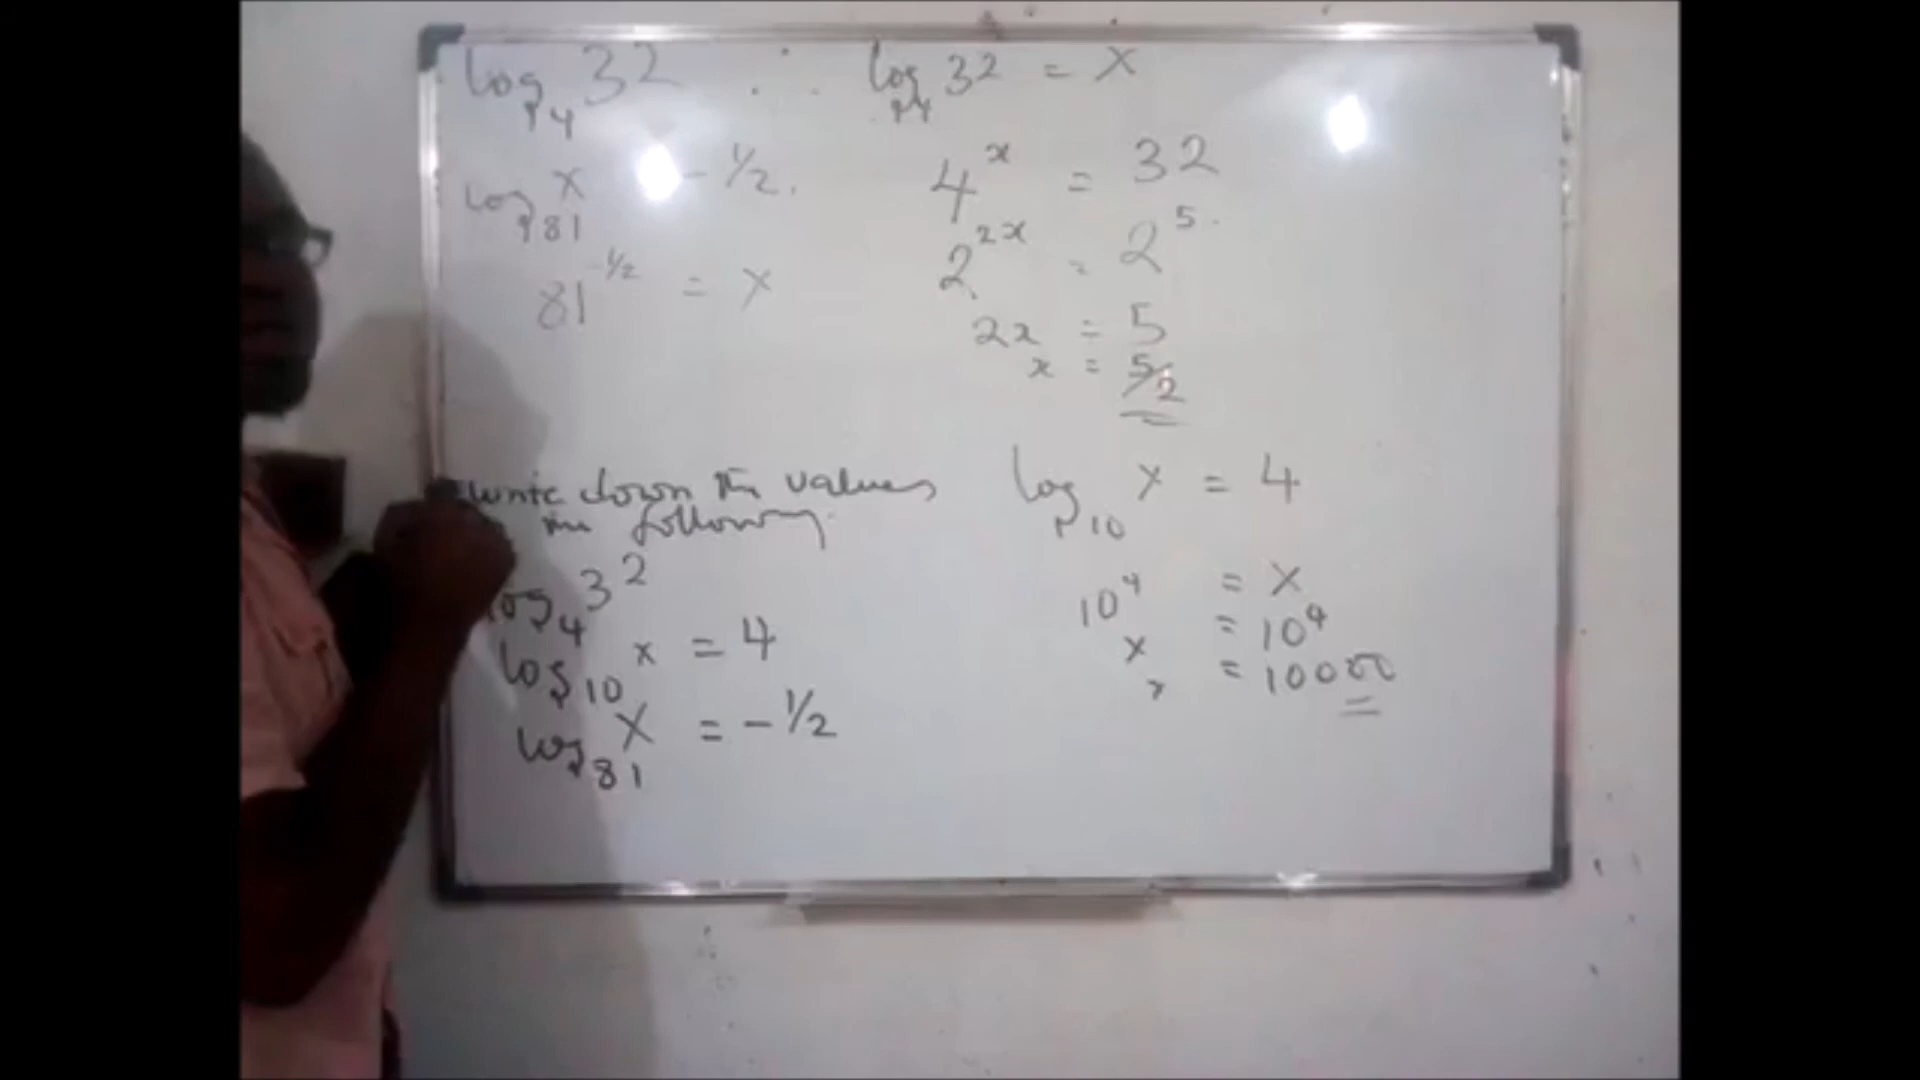 log₄ 32 ∴ log₄ 32 = x
4ˣ = 32
2²ˣ = 2⁵
2x = 5
x = 5/2
log₈₁ x - 1/2.
81^-1/2 = x
write down the values
the following
log₄ 32
log₁₀ x = 4
log₈₁ x = - 1/2
log₁₀ x = 4
10⁴ = x
x = 10⁴
x = 10000